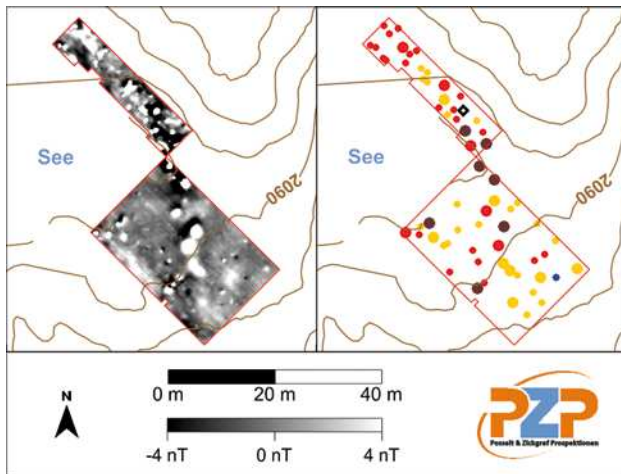 See
2090
See
2090
N
0 m 20 m 40 m
-4 nT 0 nT 4 nT
PZP
Posselt & Zickgraf Prospektionen